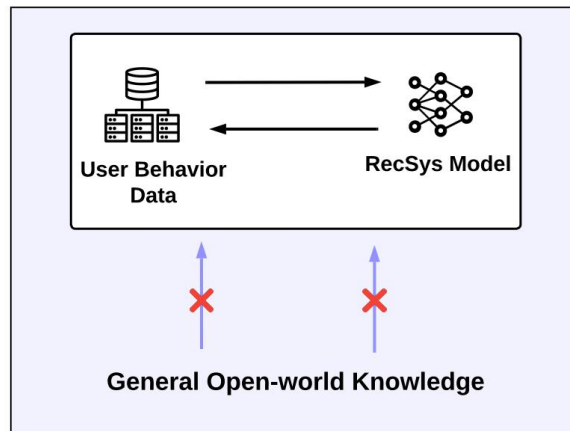 User Behavior
Data
RecSys Model
General Open-world Knowledge